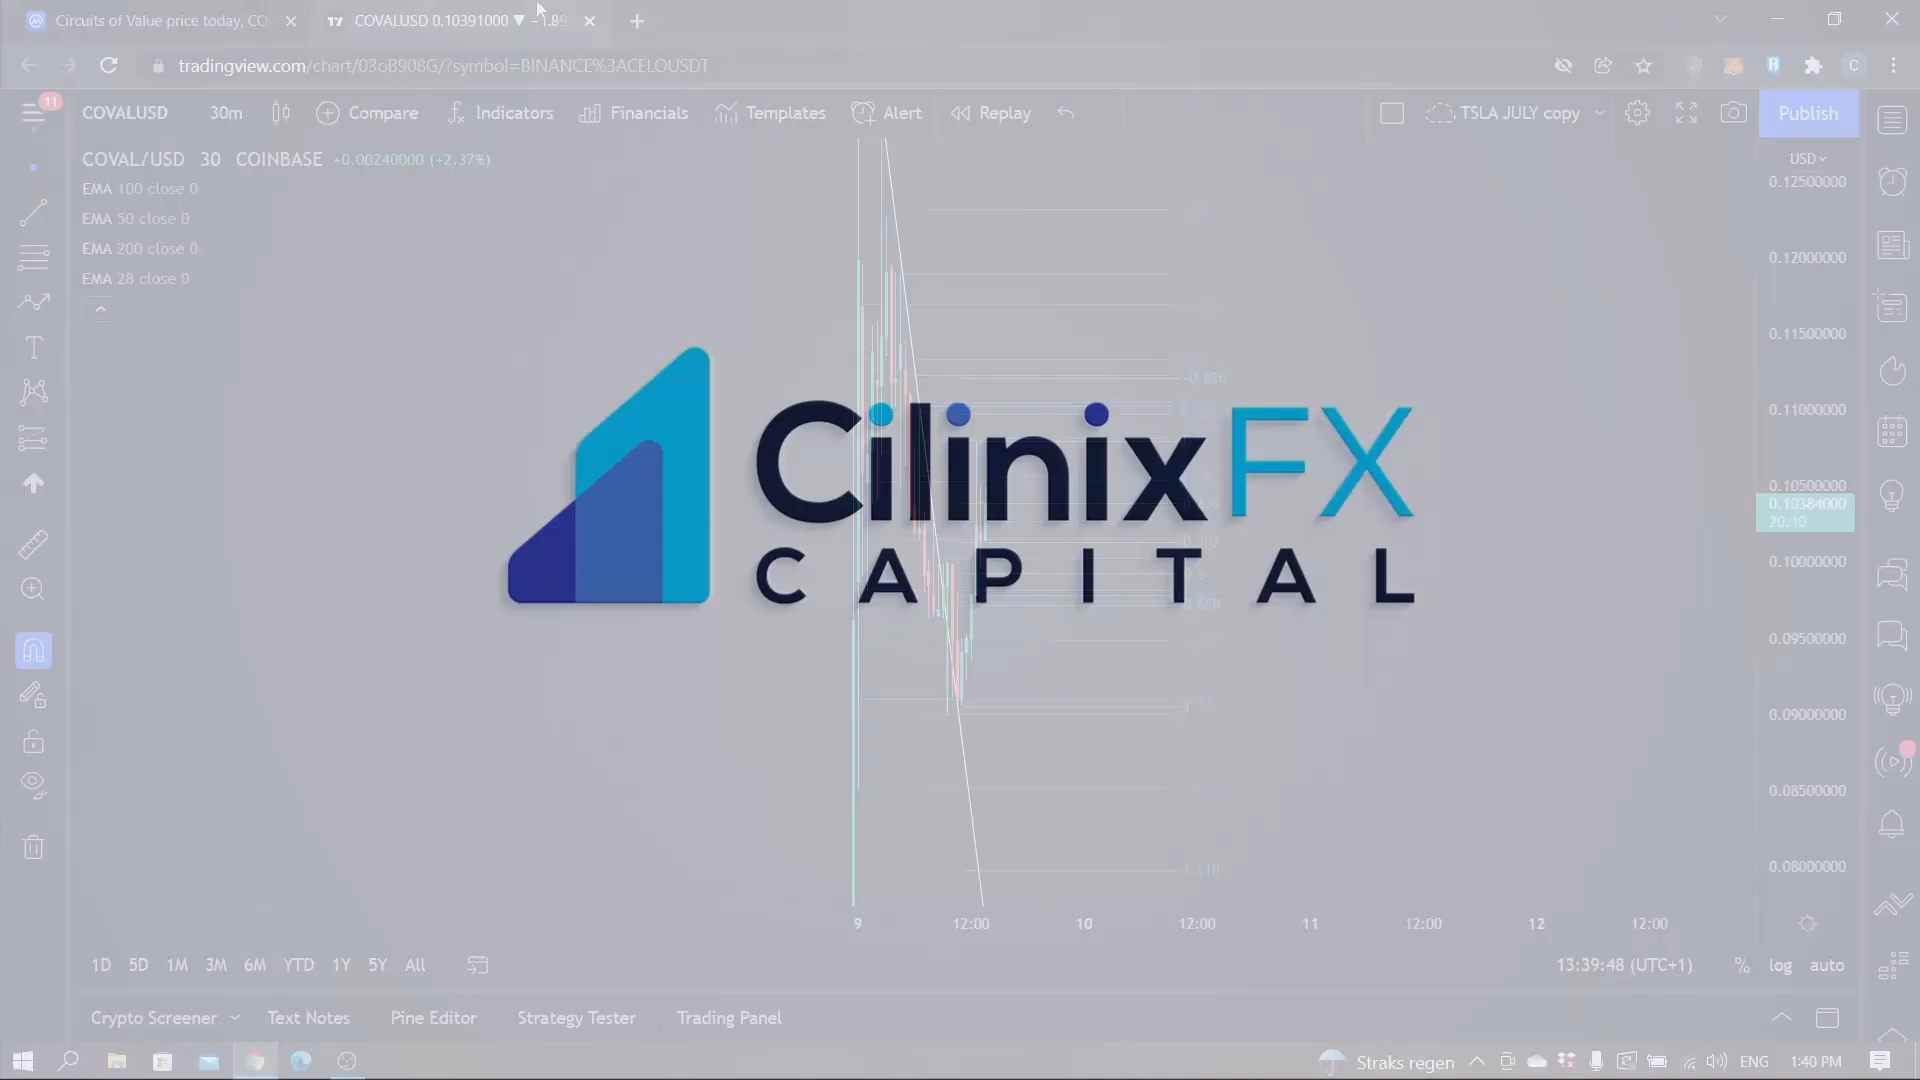 Circuits of Value price today, CO
COVALUSD 0.10391000 ▼ −1.89
tradingview.com/chart/03oB908G/?symbol=BINANCE%3ACELOUSDT
C
11
COVALUSD 30m Compare Indicators Financials Templates Alert Replay TSLA JULY copy Publish
COVAL/USD 30 COINBASE +0.00240000 (+2.37%)
EMA 100 close 0
EMA 50 close 0
EMA 200 close 0
EMA 28 close 0
USD
0.12500000
0.12000000
0.11500000
0.11000000
0.10500000
0.10384000
20:10
0.10000000
0.09500000
0.09000000
0.08500000
0.08000000
CilinixFX
CAPITAL
9 12:00 10 12:00 11 12:00 12 12:00
1D 5D 1M 3M 6M YTD 1Y 5Y All
13:39:48 (UTC+1) % log auto
Crypto Screener Text Notes Pine Editor Strategy Tester Trading Panel
Straks regen ENG 1:40 PM